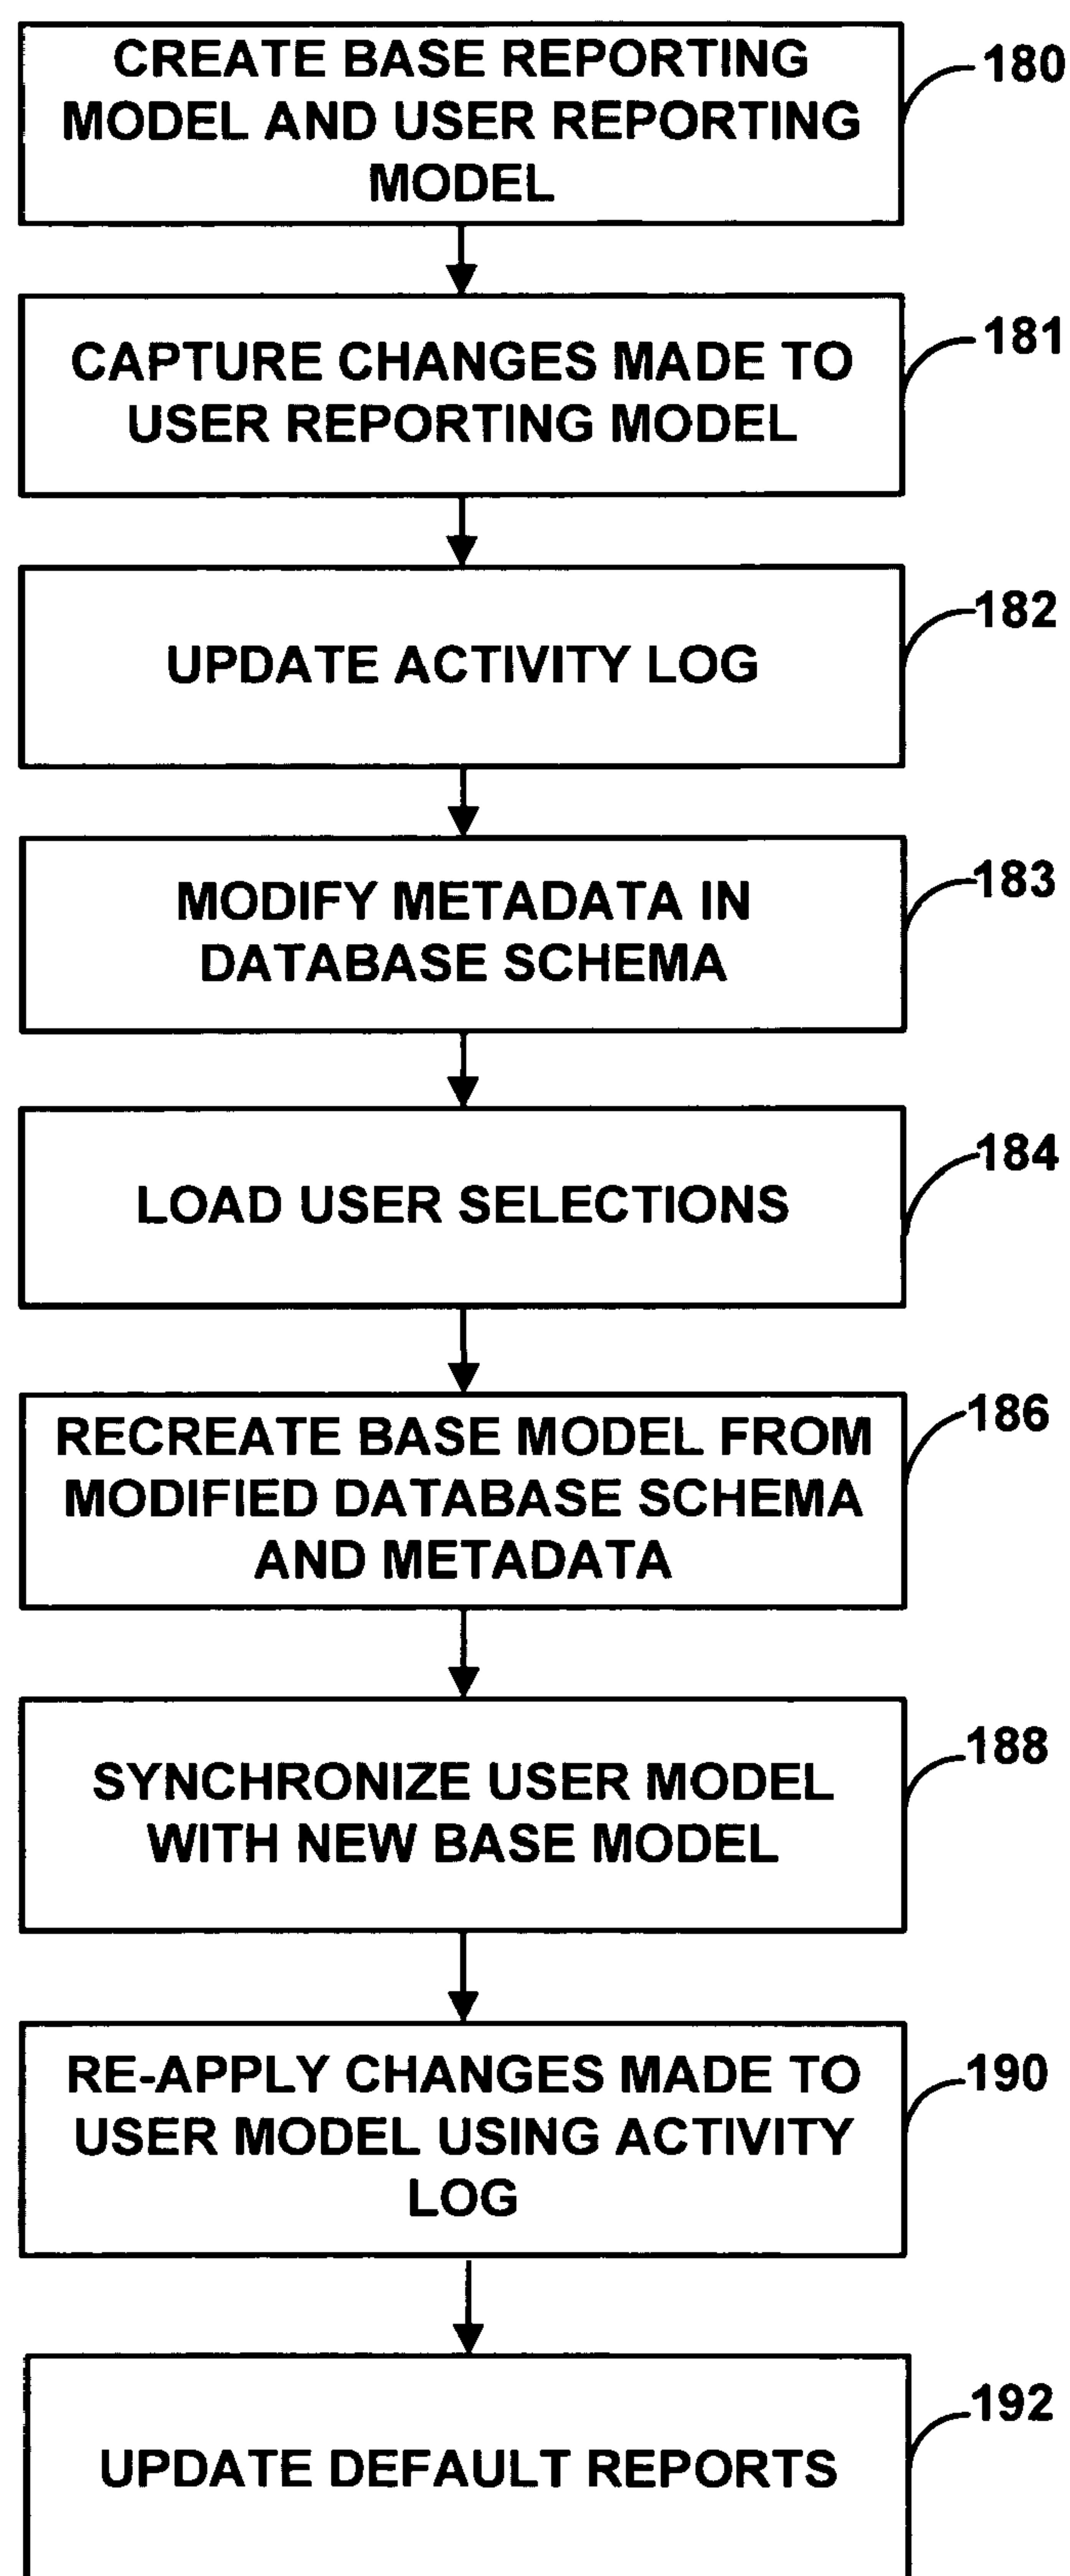 CREATE BASE REPORTING
MODEL AND USER REPORTING
MODEL
180
CAPTURE CHANGES MADE TO
USER REPORTING MODEL
181
UPDATE ACTIVITY LOG
182
MODIFY METADATA IN
DATABASE SCHEMA
183
LOAD USER SELECTIONS
184
RECREATE BASE MODEL FROM
MODIFIED DATABASE SCHEMA
AND METADATA
186
SYNCHRONIZE USER MODEL
WITH NEW BASE MODEL
188
RE-APPLY CHANGES MADE TO
USER MODEL USING ACTIVITY
LOG
190
UPDATE DEFAULT REPORTS
192